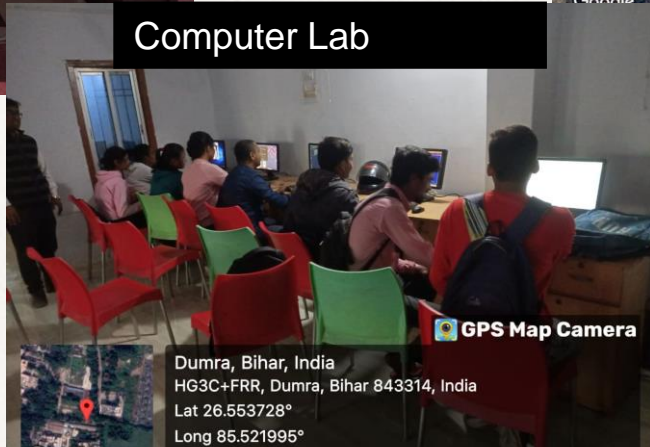 Google
Computer Lab
GPS Map Camera
Dumra, Bihar, India
HG3C+FRR, Dumra, Bihar 843314, India
Lat 26.553728°
Long 85.521995°